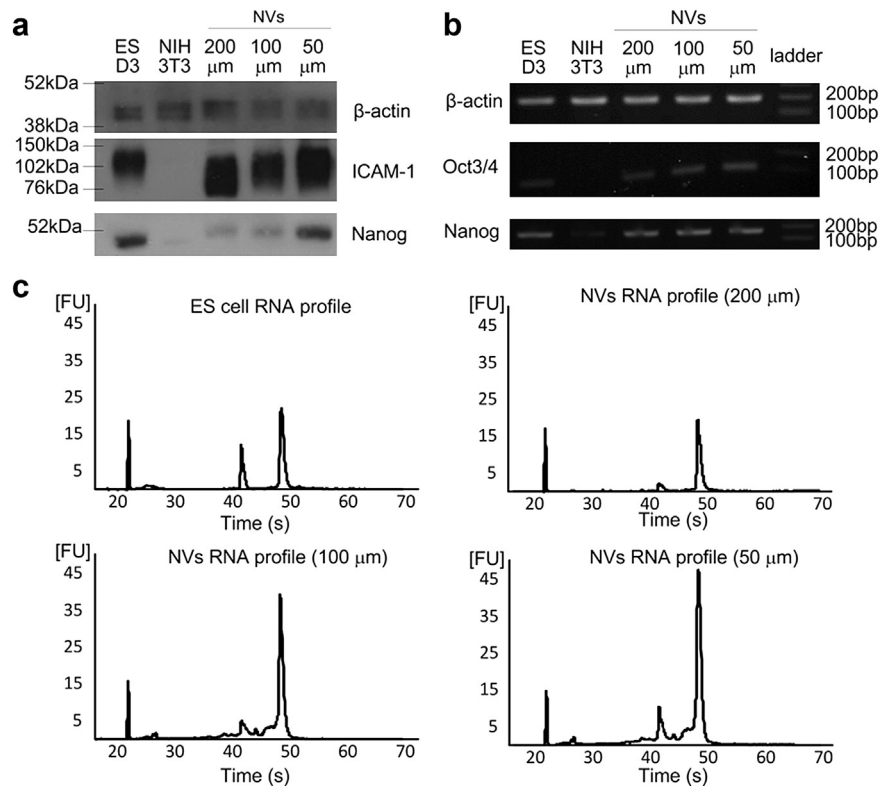 a
NVs
ES
D3
NIH
3T3
200
μm
100
μm
50
μm
52kDa
38kDa
β-actin
150kDa
102kDa
76kDa
ICAM-1
52kDa
Nanog
b
NVs
ES
D3
NIH
3T3
200
μm
100
μm
50
μm
ladder
β-actin
200bp
100bp
Oct3/4
200bp
100bp
Nanog
200bp
100bp
c
[FU]
ES cell RNA profile
45
35
25
15
5
20 30 40 50 60 70
Time (s)
[FU]
NVs RNA profile (200 μm)
45
35
25
15
5
20 30 40 50 60 70
Time (s)
[FU]
NVs RNA profile (100 μm)
45
35
25
15
5
20 30 40 50 60 70
Time (s)
[FU]
NVs RNA profile (50 μm)
45
35
25
15
5
20 30 40 50 60 70
Time (s)